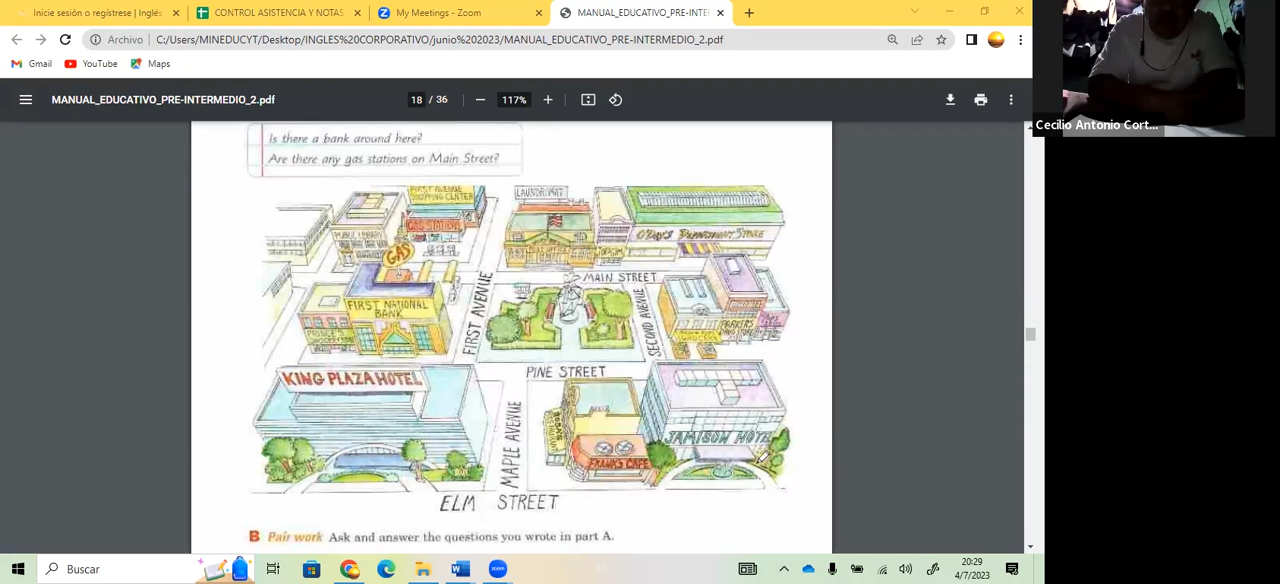 Inicie sesión o regístrese | Inglés
CONTROL ASISTENCIA Y NOTAS
My Meetings - Zoom
MANUAL_EDUCATIVO_PRE-INTERM
Archivo
C:/Users/MINEDUCYT/Desktop/INGLES%20CORPORATIVO/junio%202023/MANUAL_EDUCATIVO_PRE-INTERMEDIO_2.pdf
Gmail
YouTube
Maps
MANUAL_EDUCATIVO_PRE-INTERMEDIO_2.pdf
18 / 36
117%
Cecilio Antonio Cort...
Is there a bank around here?
Are there any gas stations on Main Street?
FIRST AVENUE
SHOPPING CENTER
LAUNDROMAT
GAS STATION
PUBLIC LIBRARY
POST OFFICE
DEPARTMENT STORE
GAS
MAIN STREET
FIRST AVENUE
SECOND AVENUE
FIRST NATIONAL
BANK
PINE STREET
KING PLAZA HOTEL
MAPLE AVENUE
JAMISON HOTEL
FRANK'S CAFE
ELM STREET
B Pair work Ask and answer the questions you wrote in part A.
Buscar
zoom
20:29
4/7/2023